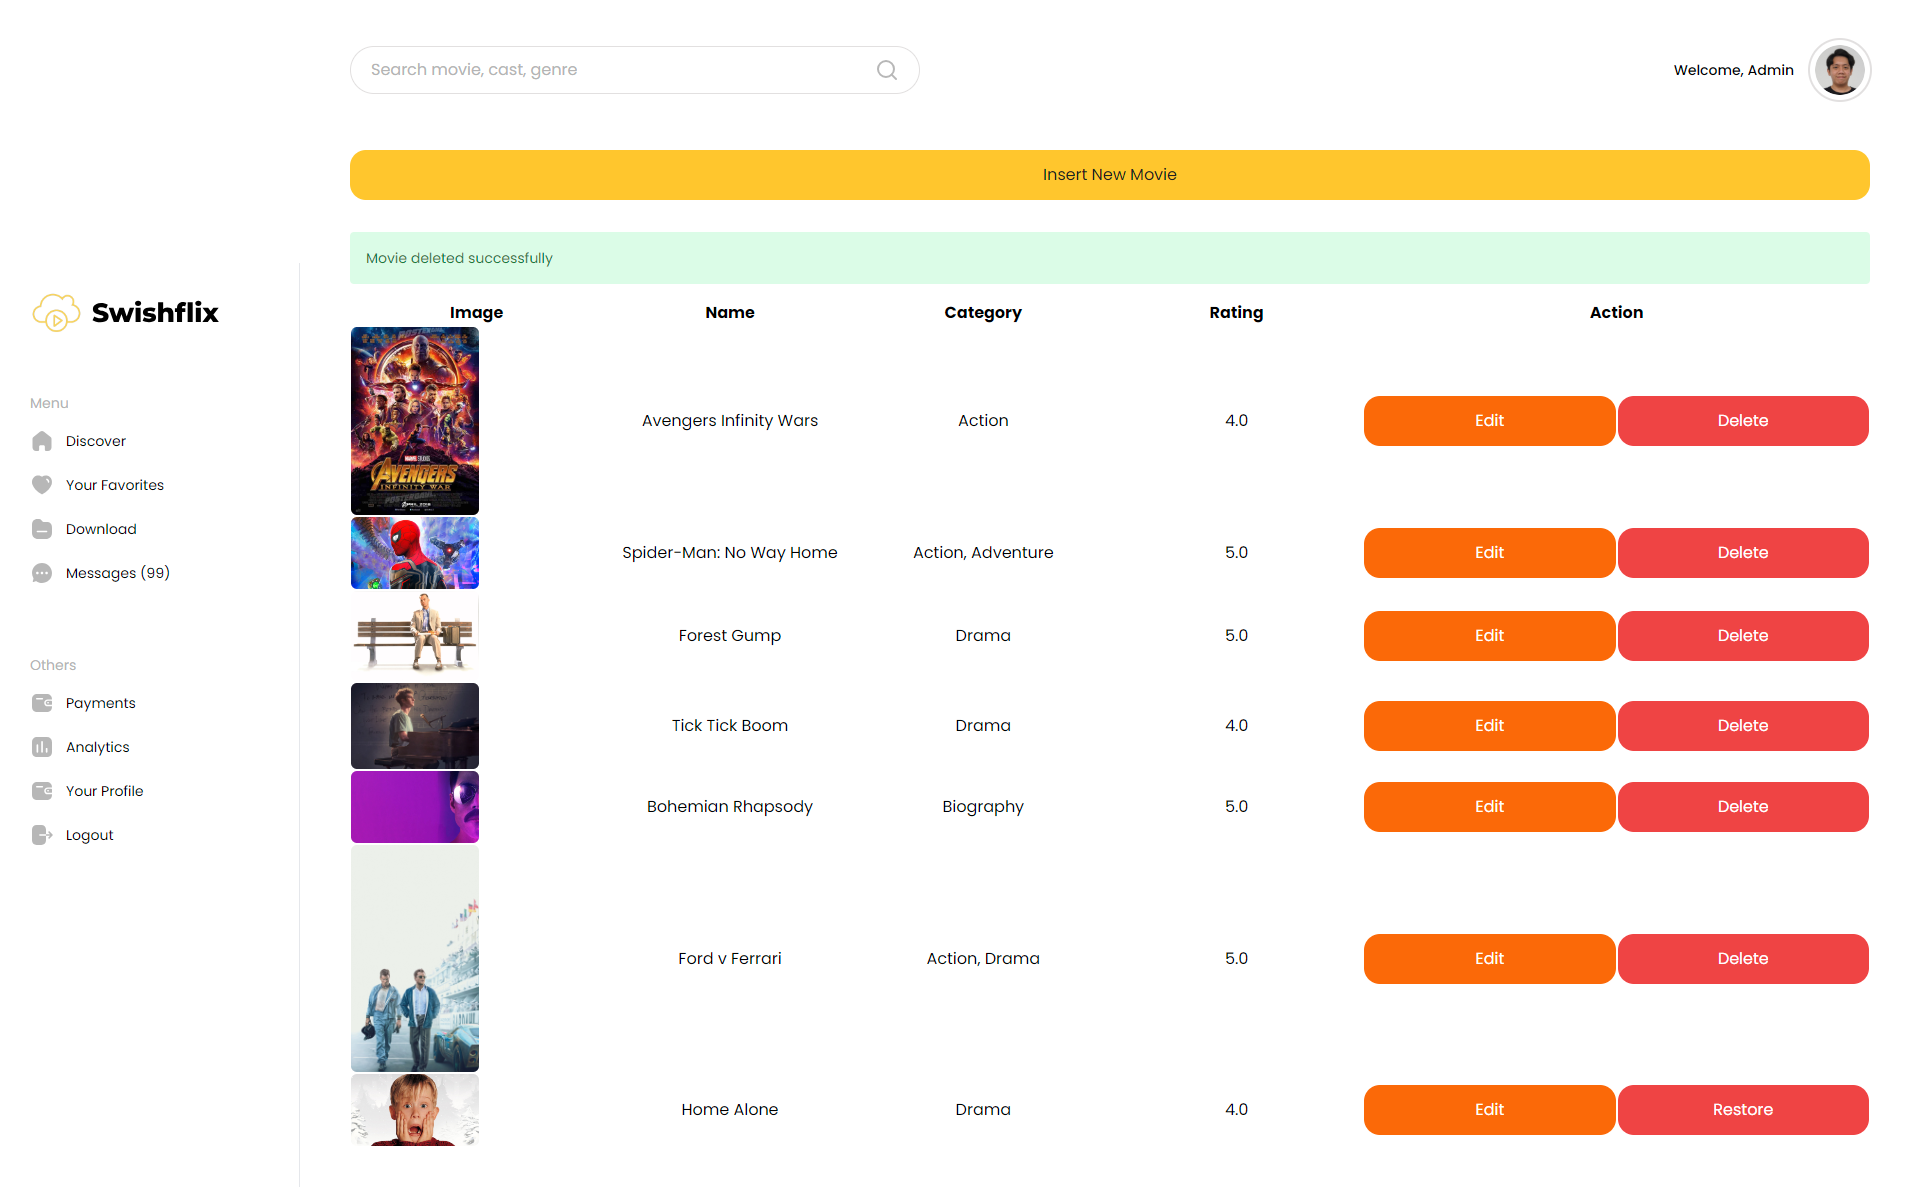 Search movie, cast, genre
Welcome, Admin
Insert New Movie
Movie deleted successfully
Swishflix
Menu
Discover
Your Favorites
Download
Messages (99)
Others
Payments
Analytics
Your Profile
Logout
Image Name Category Rating Action
MARVEL STUDIOS
AVENGERS
INFINITY WAR
Avengers Infinity Wars Action 4.0 Edit Delete
Spider-Man: No Way Home Action, Adventure 5.0 Edit Delete
Forest Gump Drama 5.0 Edit Delete
Tick Tick Boom Drama 4.0 Edit Delete
Bohemian Rhapsody Biography 5.0 Edit Delete
Ford v Ferrari Action, Drama 5.0 Edit Delete
Home Alone Drama 4.0 Edit Restore